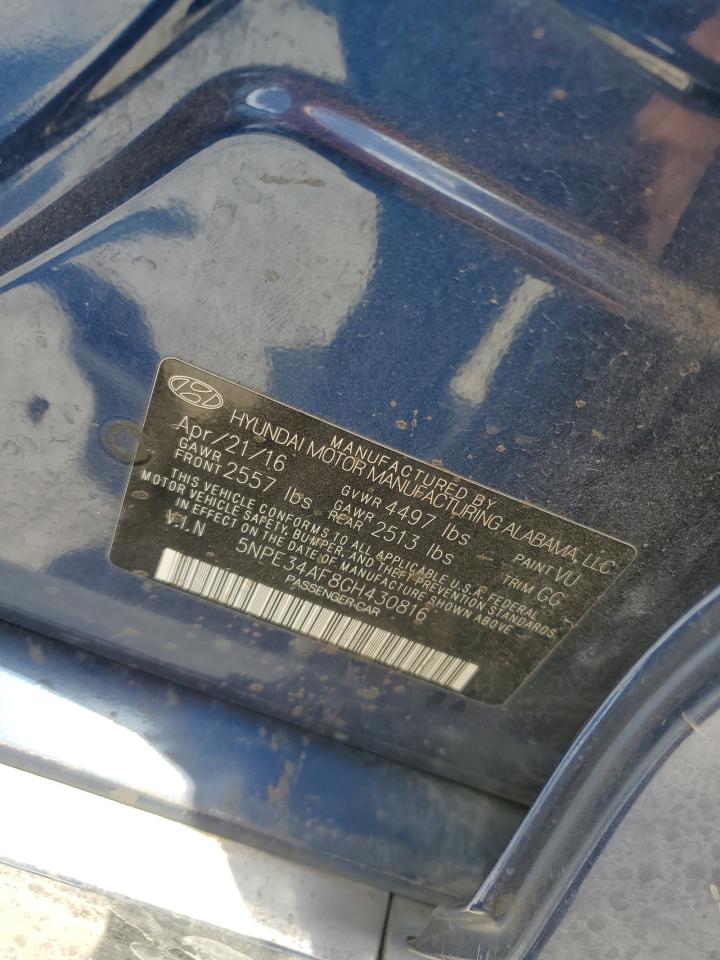 MANUFACTURED BY
HYUNDAI MOTOR MANUFACTURING ALABAMA, LLC
Apr/21/16 GVWR 4497 lbs PAINT VU
GAWR FRONT 2557 lbs GAWR REAR 2513 lbs TRIM GG
THIS VEHICLE CONFORMS TO ALL APPLICABLE U.S.A. FEDERAL
MOTOR VEHICLE SAFETY, BUMPER, AND THEFT PREVENTION STANDARDS
IN EFFECT ON THE DATE OF MANUFACTURE SHOWN ABOVE
V.I.N 5NPE34AF8GH430816
PASSENGER-CAR